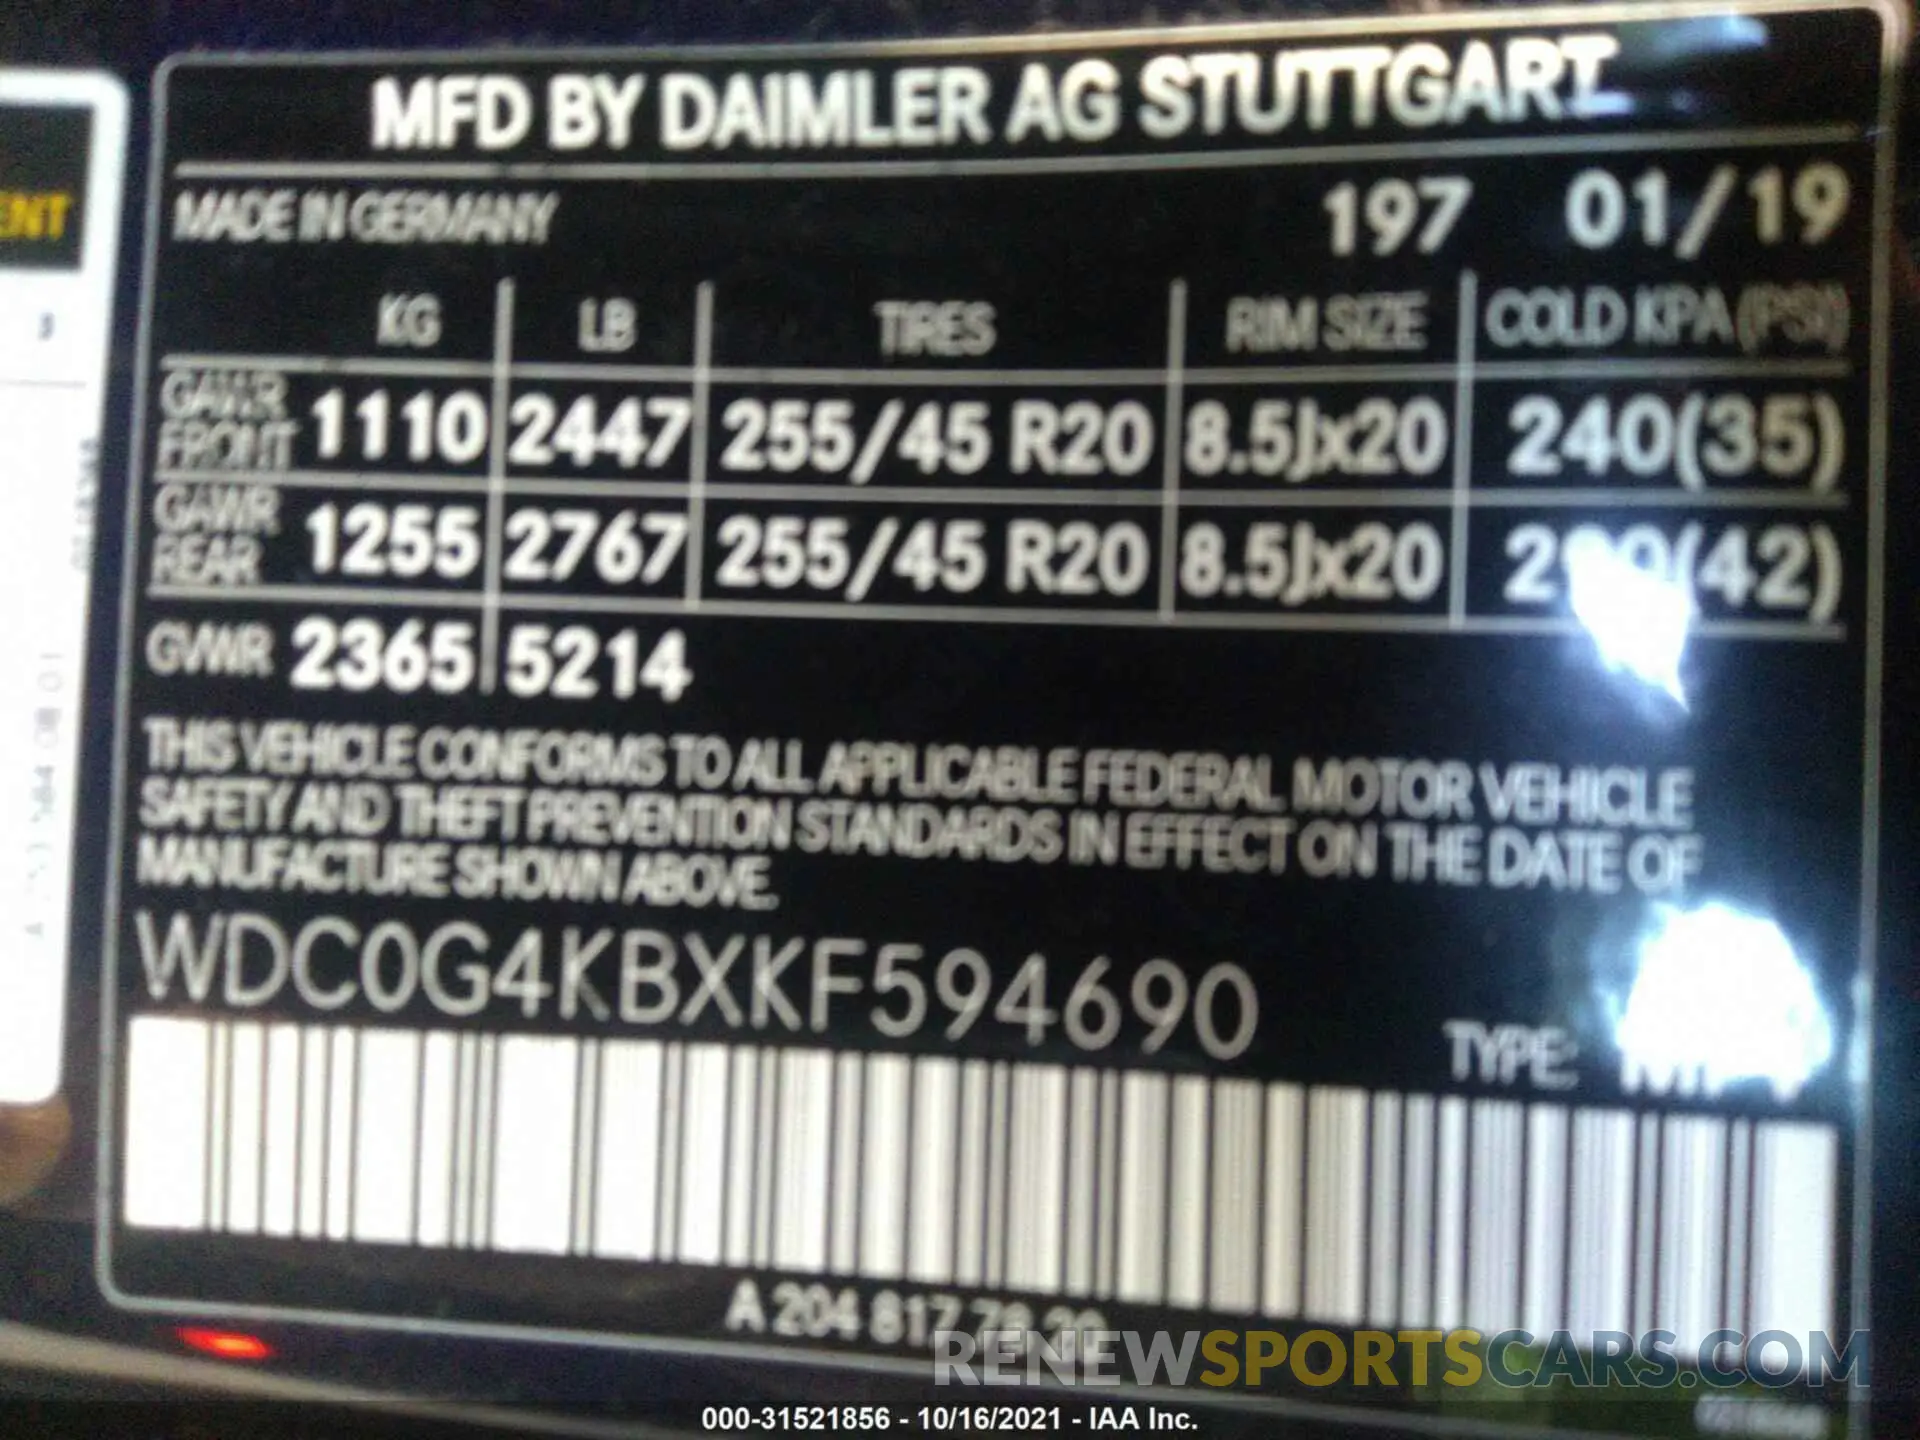 MFD BY DAIMLER AG STUTTGART
ENT
MADE IN GERMANY 197 01/19
KG LB TIRES RIM SIZE COLD KPA (PSI)
GAWR FRONT 1110 2447 255/45 R20 8.5Jx20 240(35)
GAWR REAR 1255 2767 255/45 R20 8.5Jx20 (42)
GVWR 2365 5214
THIS VEHICLE CONFORMS TO ALL APPLICABLE FEDERAL MOTOR VEHICLE
SAFETY AND THEFT PREVENTION STANDARDS IN EFFECT ON THE DATE OF
MANUFACTURE SHOWN ABOVE.
WDC0G4KBXKF594690
TYPE:
A 204 817
RENEWSPORTSCARS.COM
000-31521856 - 10/16/2021 - IAA Inc.